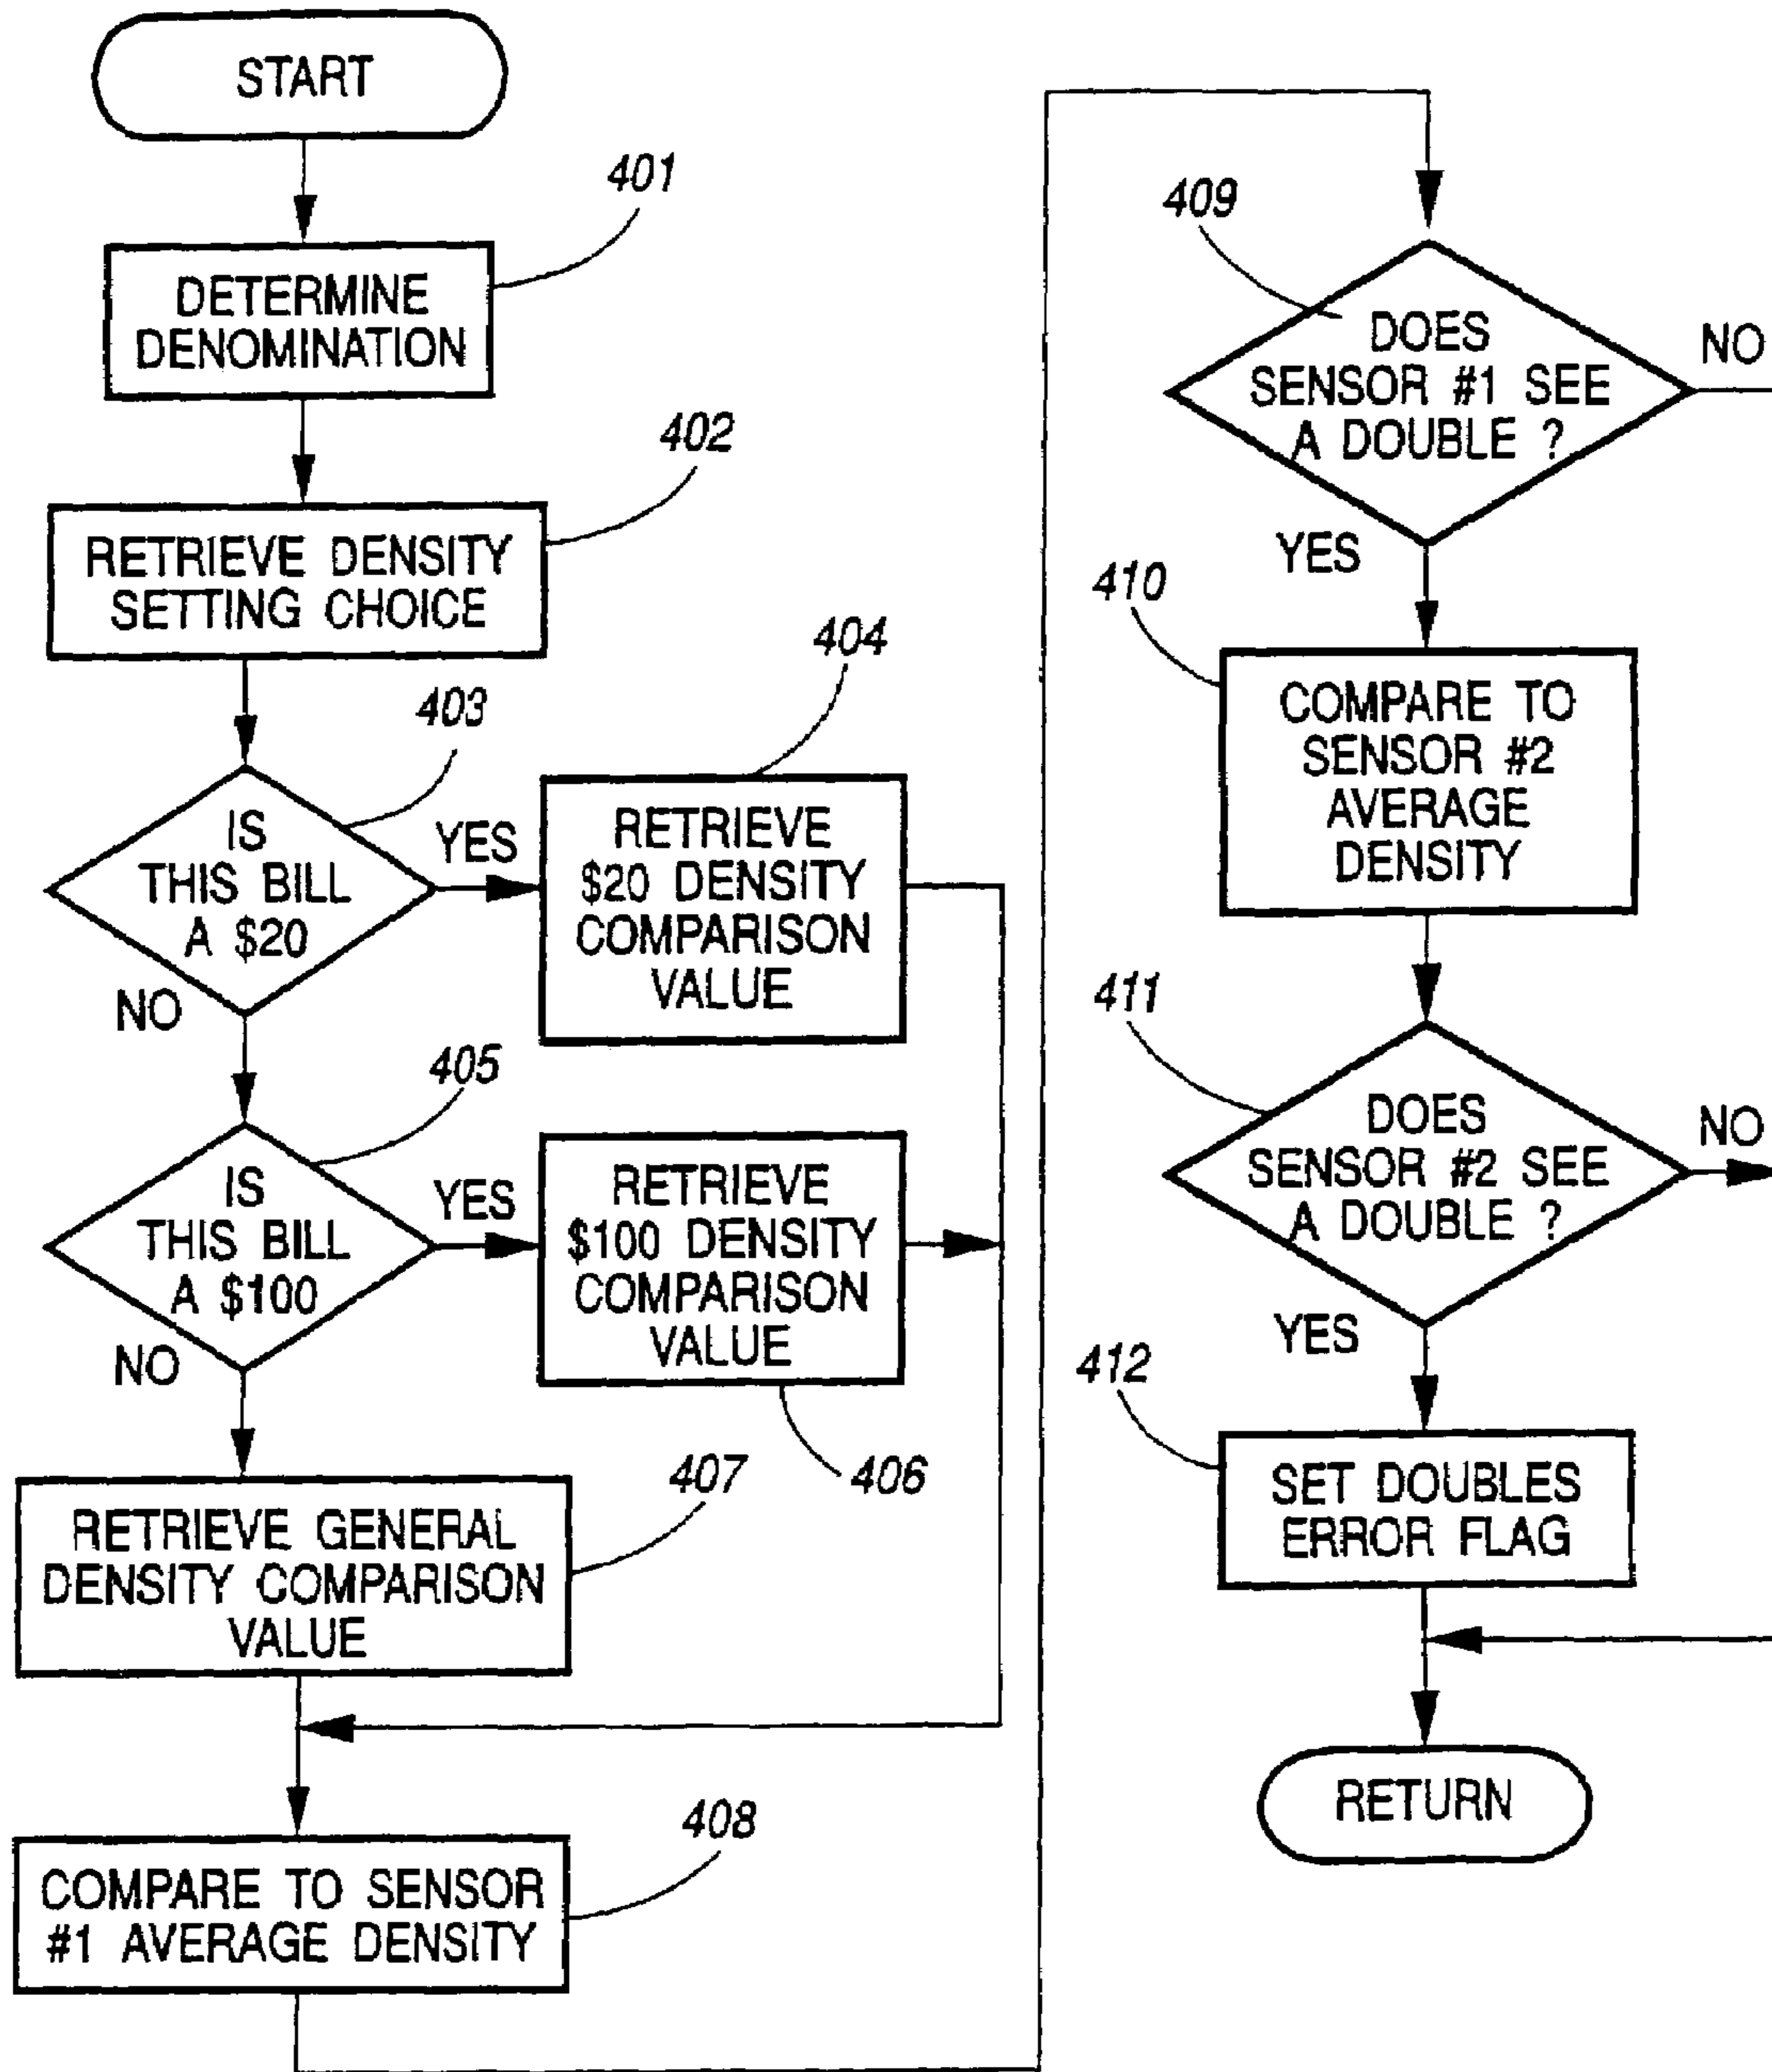 START
401
DETERMINE
DENOMINATION
402
RETRIEVE DENSITY
SETTING CHOICE
403
IS
THIS BILL
A $20
YES
NO
404
RETRIEVE
$20 DENSITY
COMPARISON
VALUE
405
IS
THIS BILL
A $100
YES
NO
RETRIEVE
$100 DENSITY
COMPARISON
VALUE
406
407
RETRIEVE GENERAL
DENSITY COMPARISON
VALUE
408
COMPARE TO SENSOR
#1 AVERAGE DENSITY
409
DOES
SENSOR #1 SEE
A DOUBLE ?
NO
YES
410
COMPARE TO
SENSOR #2
AVERAGE
DENSITY
411
DOES
SENSOR #2 SEE
A DOUBLE ?
NO
YES
412
SET DOUBLES
ERROR FLAG
RETURN